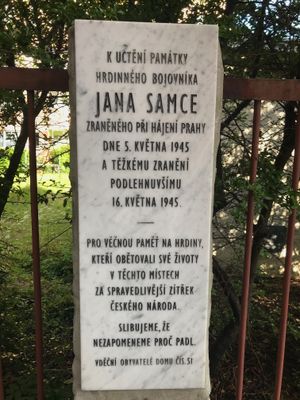 K UČTĚNÍ PAMÁTKY
HRDINNÉHO BOJOVNÍKA
JANA SAMCE
ZRANĚNÉHO PŘI HÁJENÍ PRAHY
DNE 5. KVĚTNA 1945
A TĚŽKÉMU ZRANĚNÍ
PODLEHNUVŠÍMU
16. KVĚTNA 1945.
PRO VĚČNOU PAMĚŤ NA HRDINY,
KTEŘÍ OBĚTOVALI SVÉ ŽIVOTY
V TĚCHTO MÍSTECH
ZA SPRAVEDLIVĚJŠÍ ZÍTŘEK
ČESKÉHO NÁRODA.
SLIBUJEME, ŽE
NEZAPOMENEME PROČ PADL.
VDĚČNÍ OBYVATELÉ DOMU ČÍS. 51